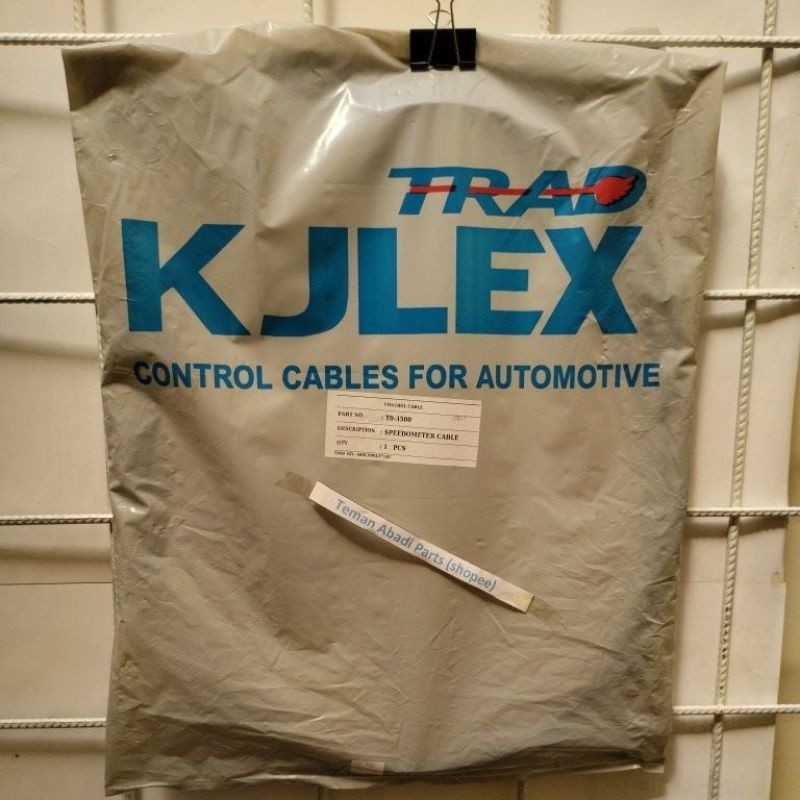 TRAD
KJLEX
CONTROL CABLES FOR AUTOMOTIVE
CONTROL CABLE
PART NO : T0-3500
DESCRIPTION : SPEEDOMETER CABLE
QTY : 1 PCS
Teman Abadi Parts (shopee)